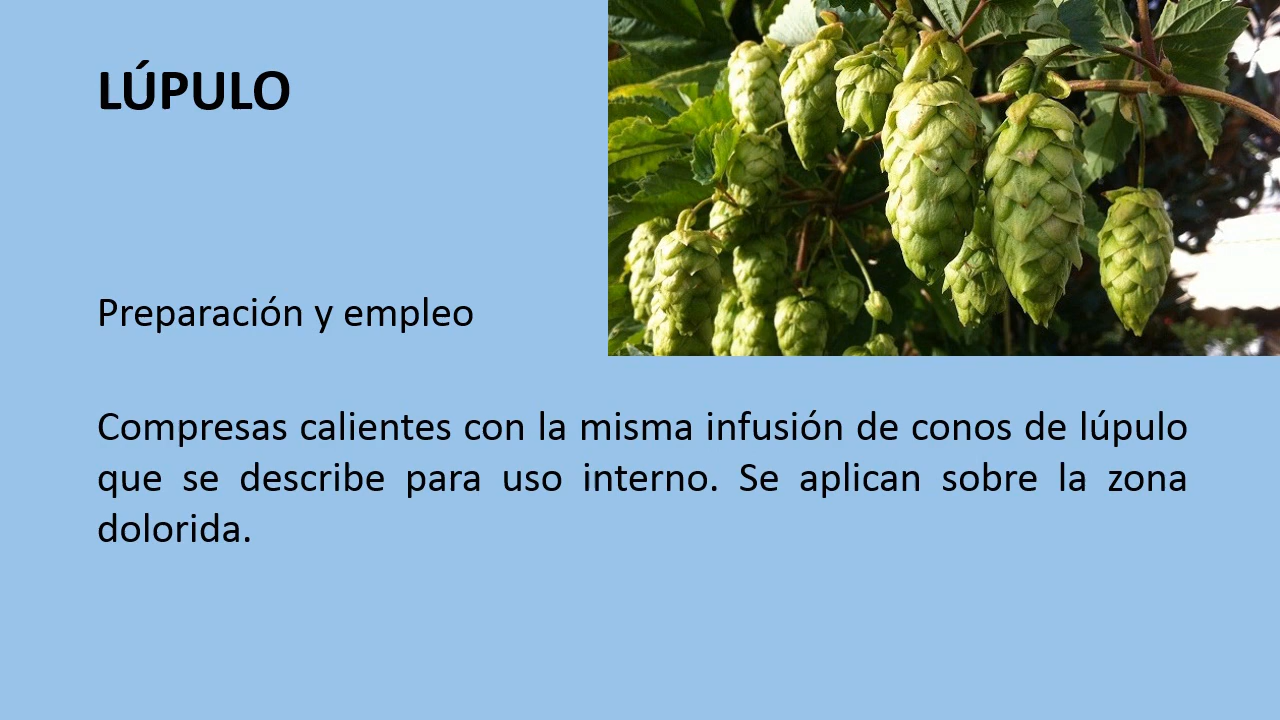 LÚPULO
Preparación y empleo
Compresas calientes con la misma infusión de conos de lúpulo
que se describe para uso interno. Se aplican sobre la zona
dolorida.